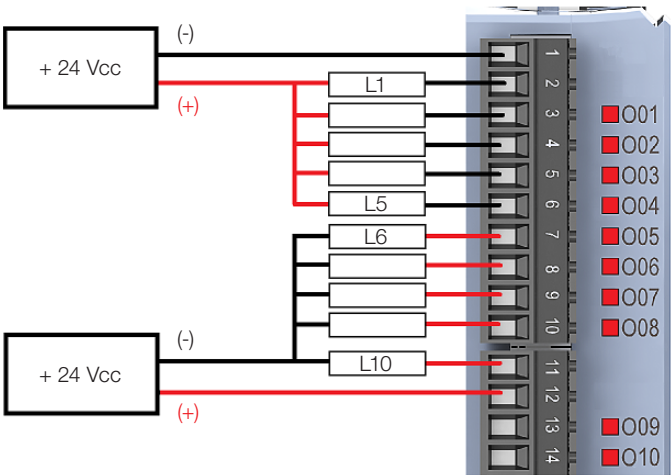 (-)
+ 24 Vcc
(+)
L1
L5
L6
(-)
L10
+ 24 Vcc
(+)
1
2
3
4
5
6
7
8
9
10
11
12
13
14
O01
O02
O03
O04
O05
O06
O07
O08
O09
O10